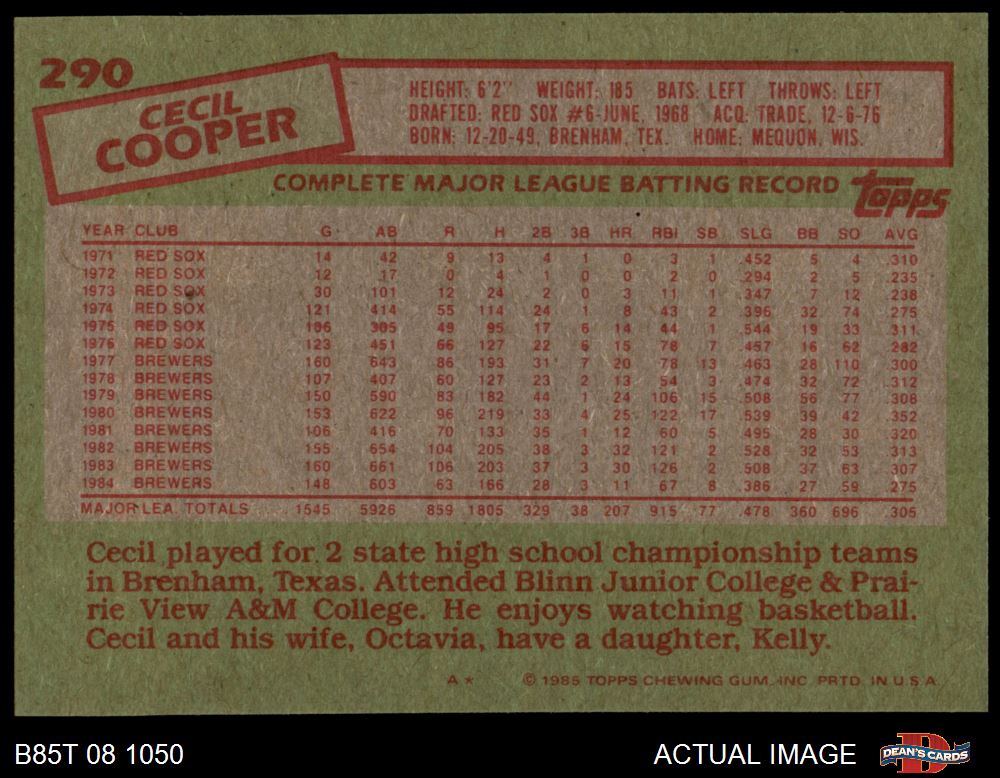 290
CECIL
COOPER
HEIGHT: 6'2" WEIGHT: 185 BATS: LEFT THROWS: LEFT
DRAFTED: RED SOX #6-JUNE, 1968 ACQ: TRADE, 12-6-76
BORN: 12-20-49, BRENHAM, TEX. HOME: MEQUON, WIS.
COMPLETE MAJOR LEAGUE BATTING RECORD topps
YEAR CLUB G AB R H 2B 3B HR RBI SB SLG BB SO AVG
1971 RED SOX 14 42 9 13 4 1 0 3 1 .452 5 4 .310
1972 RED SOX 12 17 0 4 1 0 0 2 0 .294 2 5 .235
1973 RED SOX 30 101 12 24 2 0 3 11 1 .347 7 12 .238
1974 RED SOX 121 414 55 114 24 1 8 43 2 .396 32 74 .275
1975 RED SOX 106 305 49 95 17 6 14 44 1 .544 19 33 .311
1976 RED SOX 123 451 66 127 22 6 15 78 7 .457 16 62 .282
1977 BREWERS 160 643 86 193 31 7 20 78 13 .463 28 110 .300
1978 BREWERS 107 407 60 127 23 2 13 54 3 .474 32 72 .312
1979 BREWERS 150 590 83 182 44 1 24 106 15 .508 56 77 .308
1980 BREWERS 153 622 96 219 33 4 25 122 17 .539 39 42 .352
1981 BREWERS 106 416 70 133 35 1 12 60 5 .495 28 30 .320
1982 BREWERS 155 654 104 205 38 3 32 121 2 .528 32 53 .313
1983 BREWERS 160 661 106 203 37 3 30 126 2 .508 37 63 .307
1984 BREWERS 148 603 63 166 28 3 11 67 8 .386 27 59 .275
MAJOR LEA. TOTALS 1545 5926 859 1805 329 38 207 915 77 .478 360 696 .305
Cecil played for 2 state high school championship teams
in Brenham, Texas. Attended Blinn Junior College & Prai-
rie View A&M College. He enjoys watching basketball.
Cecil and his wife, Octavia, have a daughter, Kelly.
A* © 1985 TOPPS CHEWING GUM, INC. PRTD. IN U.S.A.
B85T 08 1050 ACTUAL IMAGE D DEAN'S CARDS